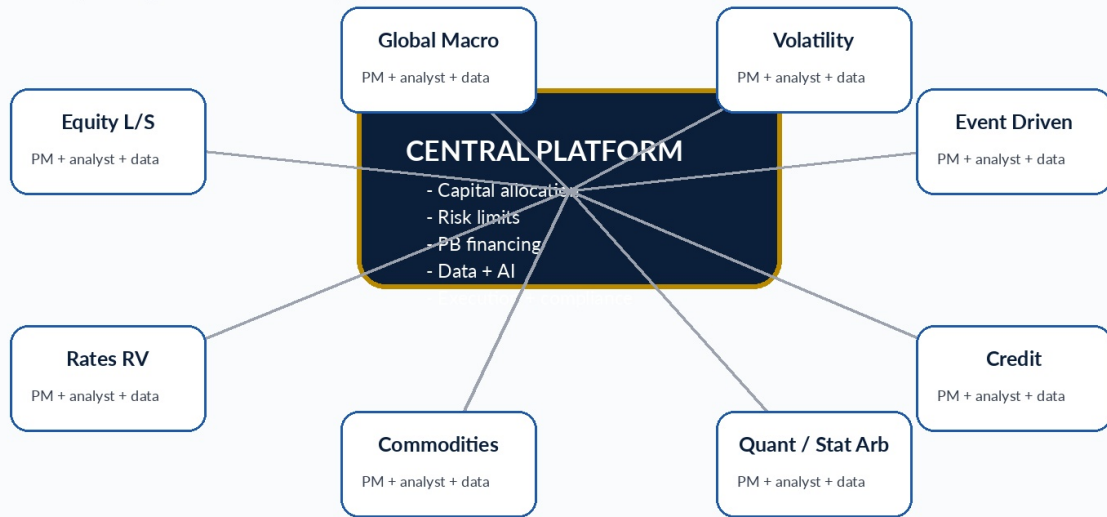 Global Macro
PM + analyst + data
Volatility
PM + analyst + data
Equity L/S
PM + analyst + data
Event Driven
PM + analyst + data
CENTRAL PLATFORM
- Capital allocation
- Risk limits
- PB financing
- Data + AI
Rates RV
PM + analyst + data
Credit
PM + analyst + data
Commodities
PM + analyst + data
Quant / Stat Arb
PM + analyst + data